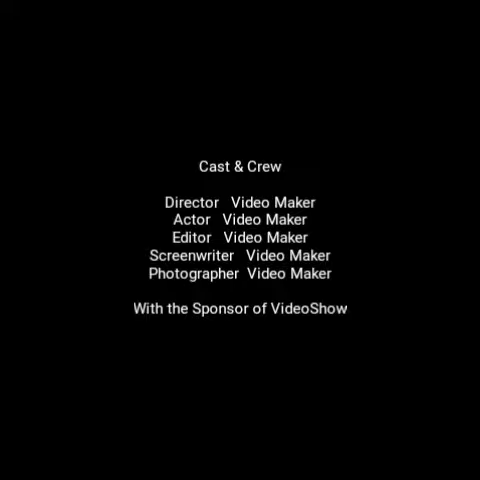 Cast & Crew
Director Video Maker
Actor Video Maker
Editor Video Maker
Screenwriter Video Maker
Photographer Video Maker
With the Sponsor of VideoShow